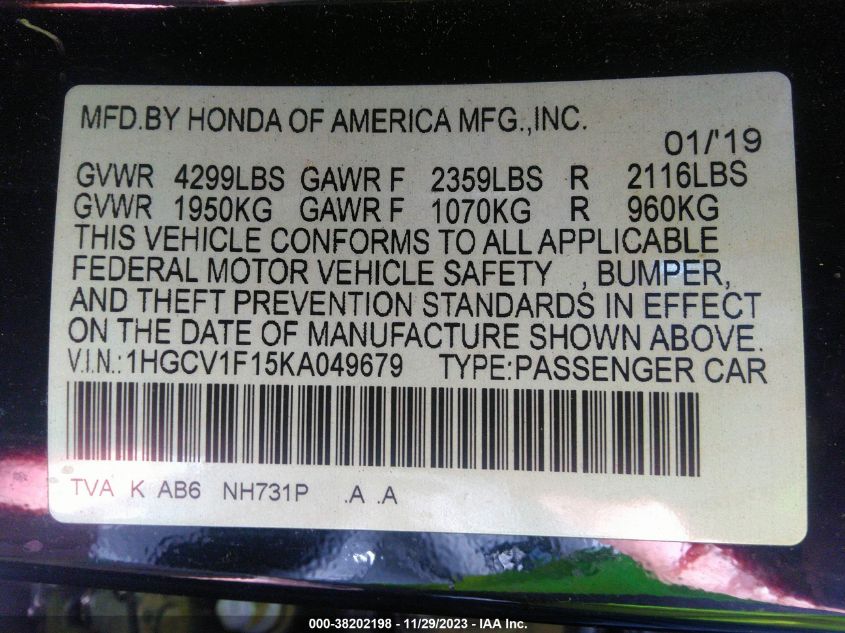 MFD.BY HONDA OF AMERICA MFG.,INC.
01/'19
GVWR 4299LBS GAWR F 2359LBS R 2116LBS
GVWR 1950KG GAWR F 1070KG R 960KG
THIS VEHICLE CONFORMS TO ALL APPLICABLE
FEDERAL MOTOR VEHICLE SAFETY , BUMPER,
AND THEFT PREVENTION STANDARDS IN EFFECT
ON THE DATE OF MANUFACTURE SHOWN ABOVE.
V.I.N.:1HGCV1F15KA049679 TYPE:PASSENGER CAR
TVA K AB6 NH731P .A .A
000-38202198 - 11/29/2023 - IAA Inc.